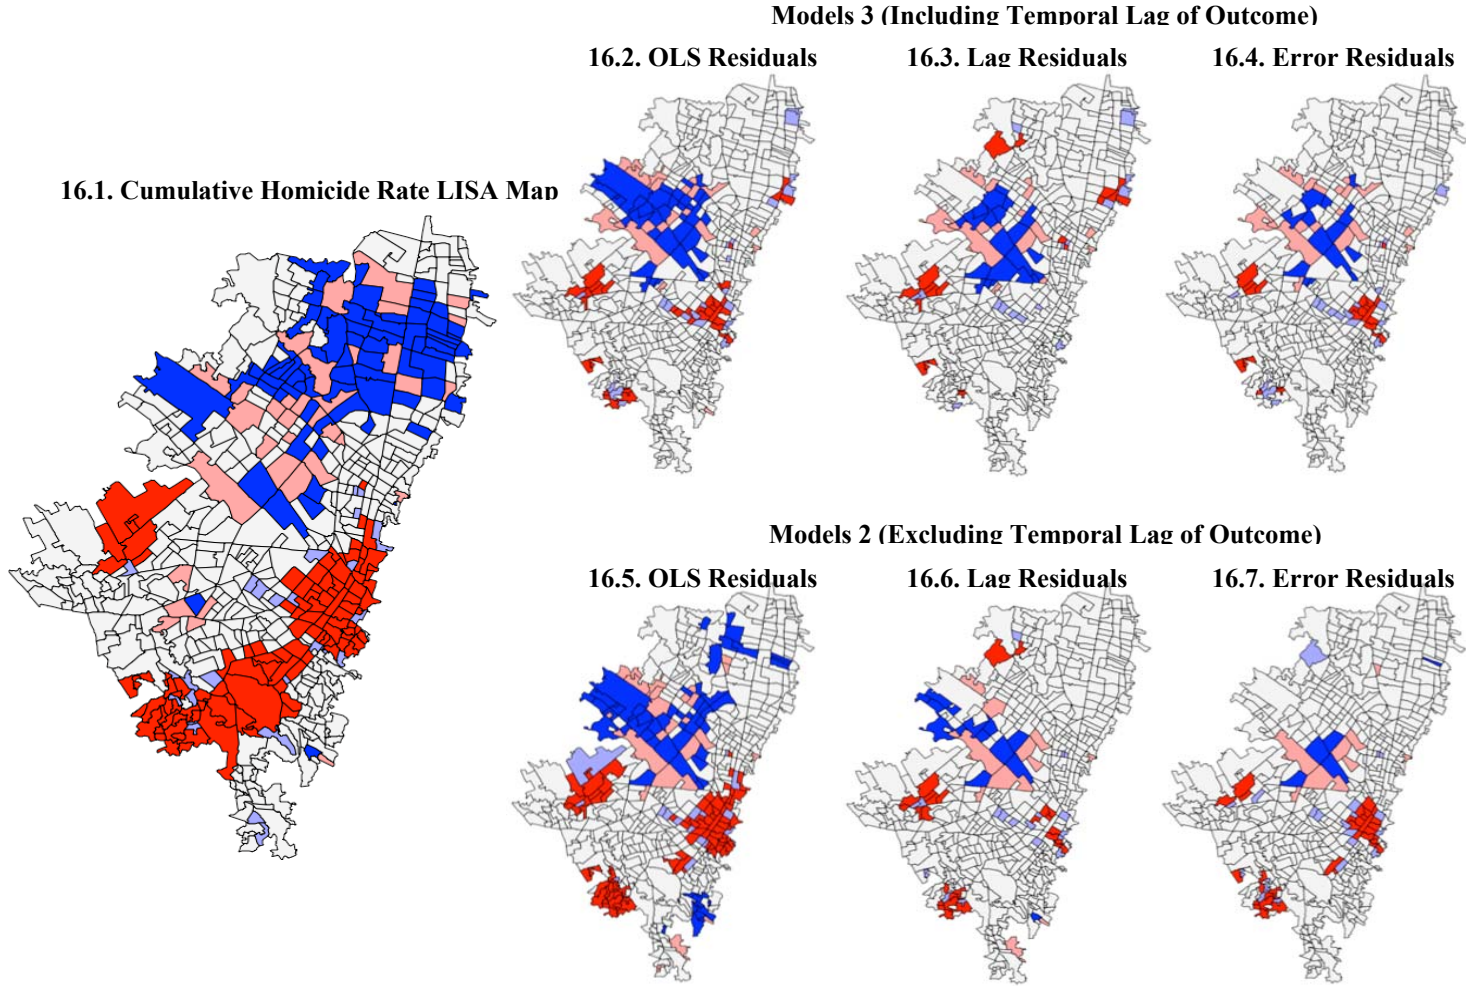 Models 3 (Including Temporal Lag of Outcome)
16.2. OLS Residuals
16.3. Lag Residuals
16.4. Error Residuals
16.1. Cumulative Homicide Rate LISA Map
Models 2 (Excluding Temporal Lag of Outcome)
16.5. OLS Residuals
16.6. Lag Residuals
16.7. Error Residuals